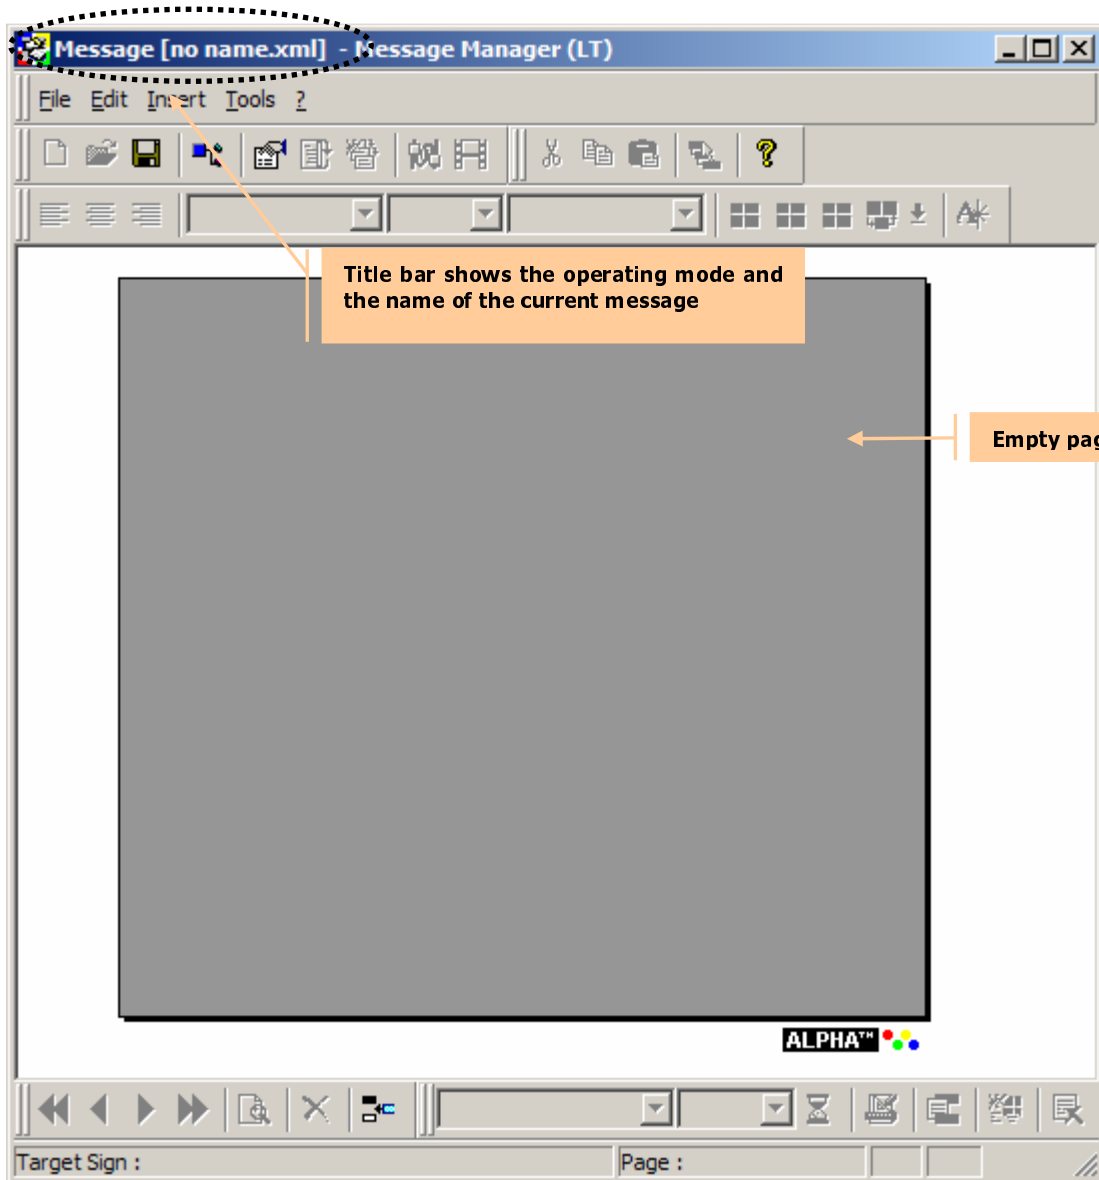 Message [no name.xml] - Message Manager (LT)
File Edit Insert Tools ?
Title bar shows the operating mode and
the name of the current message
Empty
ALPHA™
Target Sign :
Page :